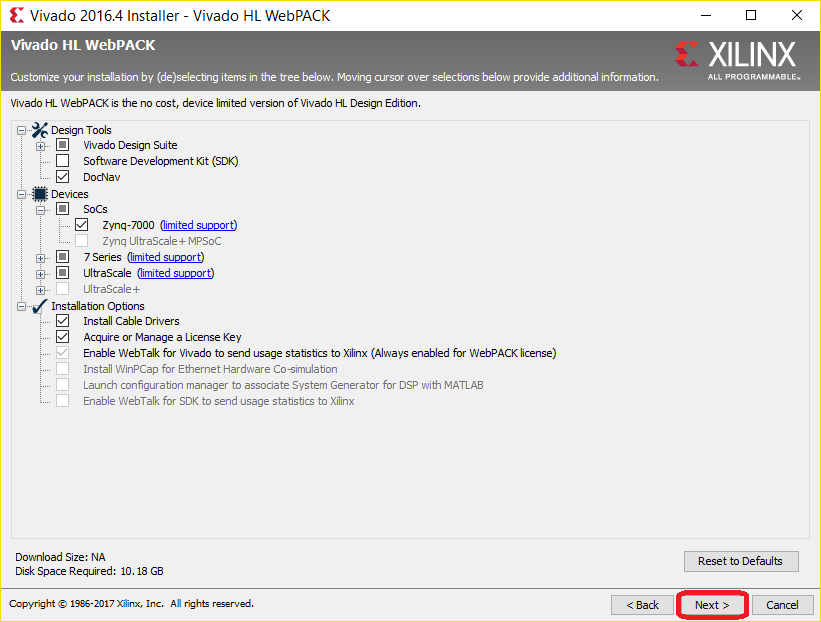 Vivado 2016.4 Installer - Vivado HL WebPACK
Vivado HL WebPACK
XILINX
ALL PROGRAMMABLE™
Customize your installation by (de)selecting items in the tree below. Moving cursor over selections below provide additional information.
Vivado HL WebPACK is the no cost, device limited version of Vivado HL Design Edition.
Design Tools
Vivado Design Suite
Software Development Kit (SDK)
DocNav
Devices
SoCs
Zynq-7000 (limited support)
Zynq UltraScale+ MPSoC
7 Series (limited support)
UltraScale (limited support)
UltraScale+
Installation Options
Install Cable Drivers
Acquire or Manage a License Key
Enable WebTalk for Vivado to send usage statistics to Xilinx (Always enabled for WebPACK license)
Install WinPCap for Ethernet Hardware Co-simulation
Launch configuration manager to associate System Generator for DSP with MATLAB
Enable WebTalk for SDK to send usage statistics to Xilinx
Download Size: NA
Disk Space Required: 10.18 GB
Reset to Defaults
Copyright © 1986-2017 Xilinx, Inc. All rights reserved.
< Back
Next >
Cancel